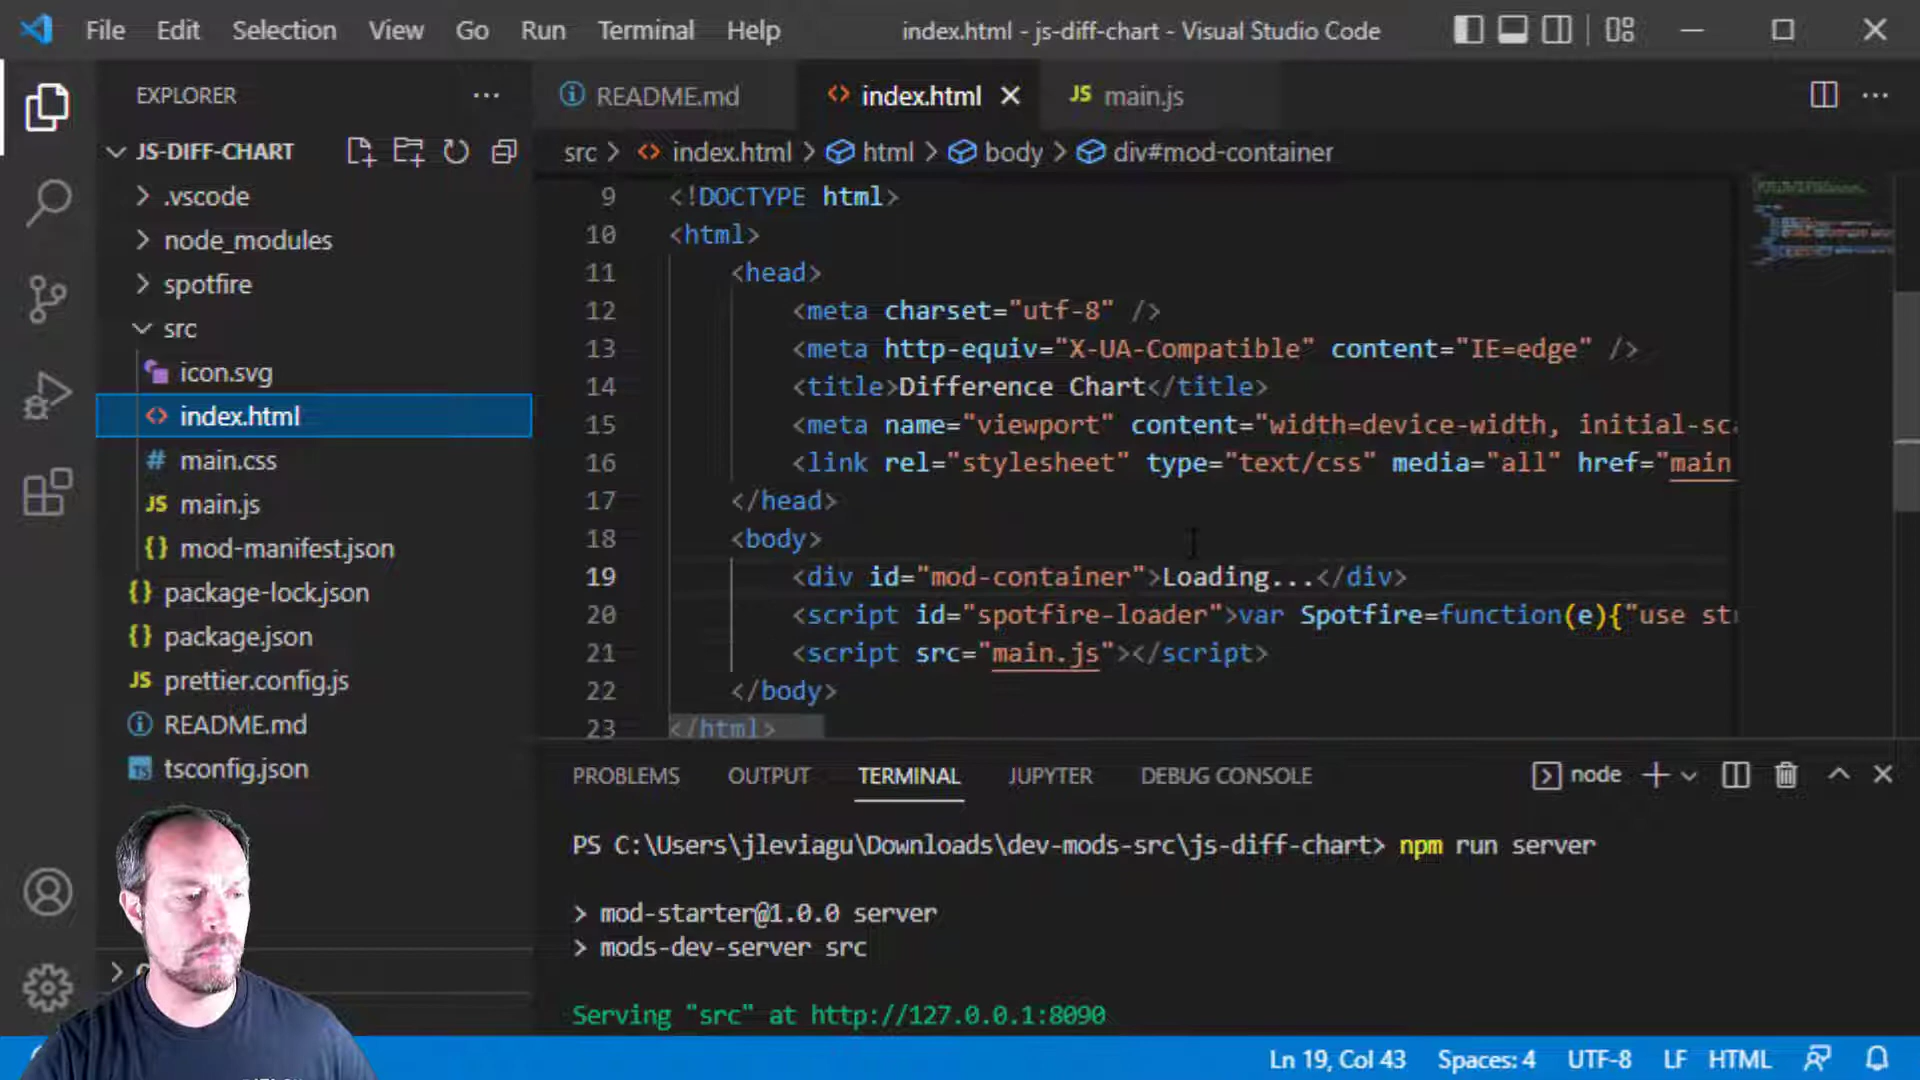 File Edit Selection View Go Run Terminal Help
index.html - js-diff-chart - Visual Studio Code
EXPLORER
JS-DIFF-CHART
.vscode
node_modules
spotfire
src
icon.svg
index.html
main.css
main.js
mod-manifest.json
package-lock.json
package.json
prettier.config.js
README.md
tsconfig.json
README.md index.html main.js
src > index.html > html > body > div#mod-container
9 <!DOCTYPE html>
10 <html>
11 <head>
12 <meta charset="utf-8" />
13 <meta http-equiv="X-UA-Compatible" content="IE=edge" />
14 <title>Difference Chart</title>
15 <meta name="viewport" content="width=device-width, initial-sca
16 <link rel="stylesheet" type="text/css" media="all" href="main
17 </head>
18 <body>
19 <div id="mod-container">Loading...</div>
20 <script id="spotfire-loader">var Spotfire=function(e){"use st
21 <script src="main.js"></script>
22 </body>
23 </html>
PROBLEMS OUTPUT TERMINAL JUPYTER DEBUG CONSOLE
node
PS C:\Users\jleviagu\Downloads\dev-mods-src\js-diff-chart> npm run server
> mod-starter@1.0.0 server
> mods-dev-server src
Serving "src" at http://127.0.0.1:8090
Ln 19, Col 43 Spaces: 4 UTF-8 LF HTML